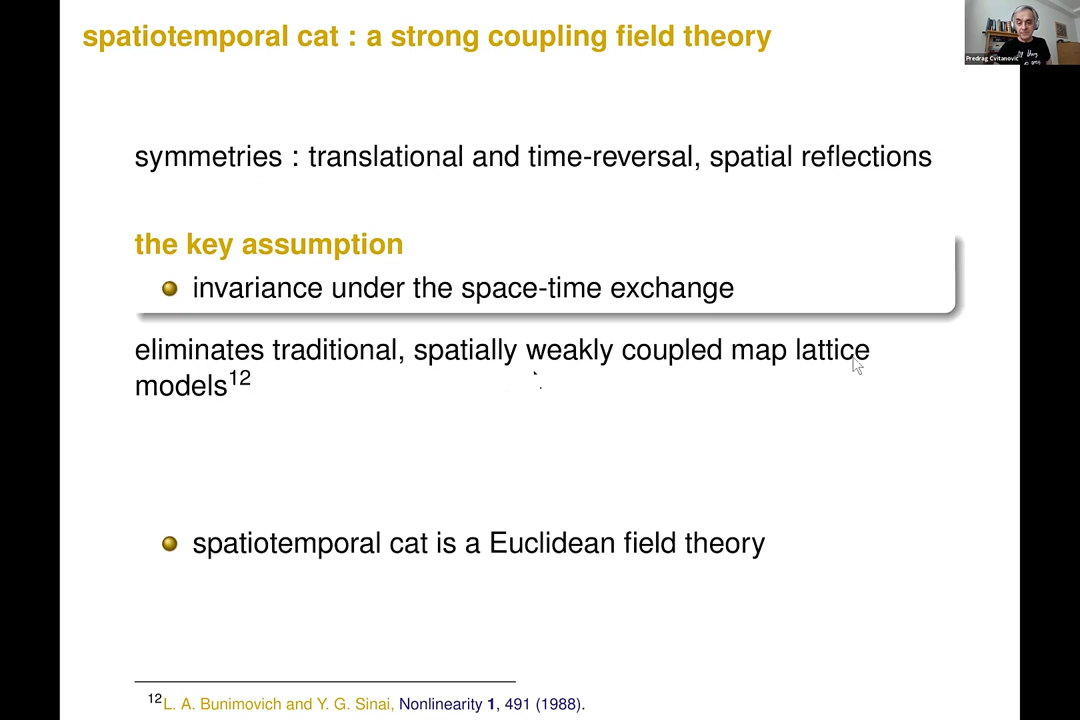 spatiotemporal cat : a strong coupling field theory
Predrag Cvitanovic
symmetries : translational and time-reversal, spatial reflections
the key assumption
invariance under the space-time exchange
eliminates traditional, spatially weakly coupled map lattice
models12
spatiotemporal cat is a Euclidean field theory
12L. A. Bunimovich and Y. G. Sinai, Nonlinearity 1, 491 (1988).